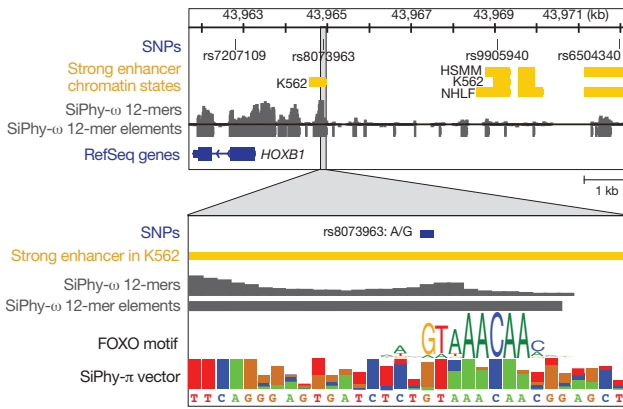 43,963 43,965 43,967 43,969 43,971 (kb)
SNPs rs7207109 rs8073963 rs9905940 rs6504340
Strong enhancer chromatin states K562 HSMM K562 NHLF
SiPhy-ω 12-mers
SiPhy-ω 12-mer elements
RefSeq genes HOXB1
1 kb
SNPs rs8073963: A/G
Strong enhancer in K562
SiPhy-ω 12-mers
SiPhy-ω 12-mer elements
FOXO motif A GTAAACAAC
SiPhy-π vector
TTCAGGGAGTGATCTCTGTAAACAACGGAGCT